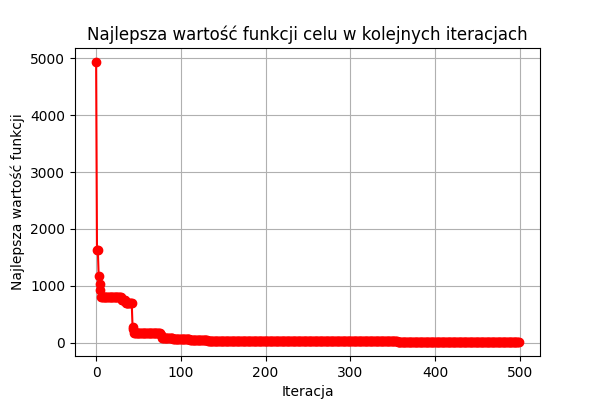 Najlepsza wartość funkcji celu w kolejnych iteracjach
Najlepsza wartość funkcji
5000
4000
3000
2000
1000
0
0 100 200 300 400 500
Iteracja